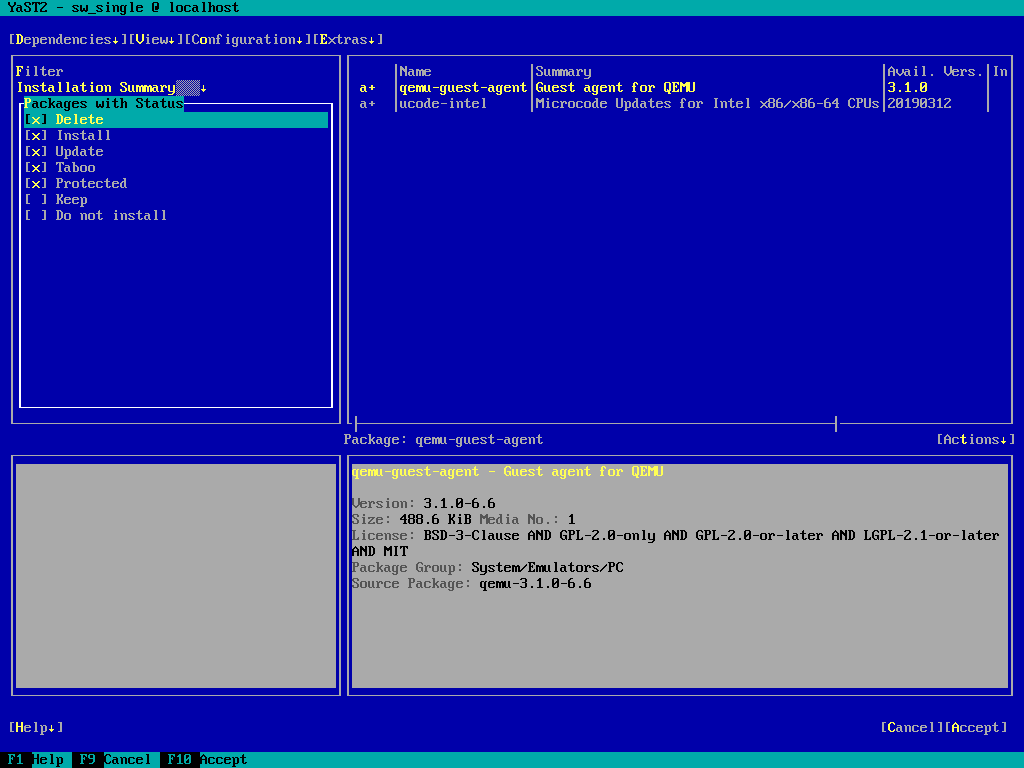 YaST2 - sw_single @ localhost
[Dependencies↓][View↓][Configuration↓][Extras↓]
Filter
Installation Summary▒▒▒↓
Packages with Status
[x] Delete
[x] Install
[x] Update
[x] Taboo
[x] Protected
[ ] Keep
[ ] Do not install
|Name |Summary |Avail. Vers.|In
a+ |qemu-guest-agent|Guest agent for QEMU |3.1.0 |
a+ |ucode-intel |Microcode Updates for Intel x86/x86-64 CPUs|20190312 |
Package: qemu-guest-agent [Actions↓]
qemu-guest-agent - Guest agent for QEMU
Version: 3.1.0-6.6
Size: 488.6 KiB Media No.: 1
License: BSD-3-Clause AND GPL-2.0-only AND GPL-2.0-or-later AND LGPL-2.1-or-later
AND MIT
Package Group: System/Emulators/PC
Source Package: qemu-3.1.0-6.6
[Help↓] [Cancel][Accept]
F1 Help F9 Cancel F10 Accept